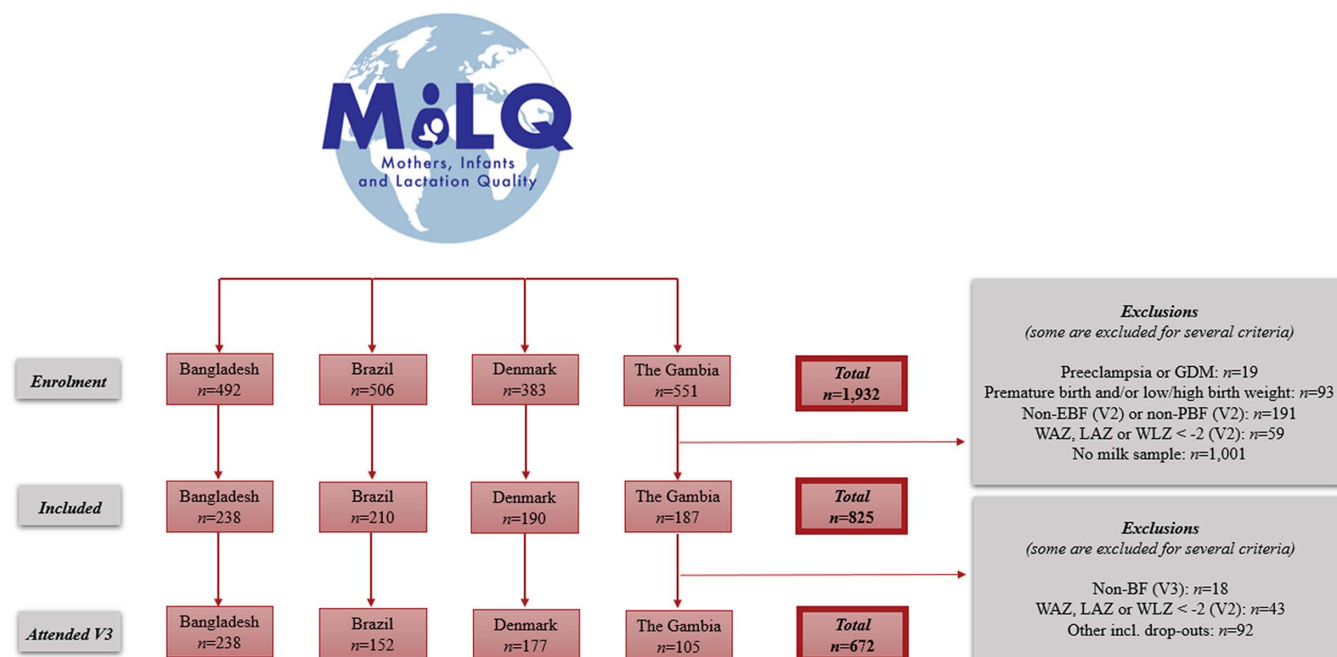 MiLQ
Mothers, Infants
and Lactation Quality
Enrolment
Bangladesh
n=492
Brazil
n=506
Denmark
n=383
The Gambia
n=551
Total
n=1,932
Exclusions
(some are excluded for several criteria)
Preeclampsia or GDM: n=19
Premature birth and/or low/high birth weight: n=93
Non-EBF (V2) or non-PBF (V2): n=191
WAZ, LAZ or WLZ < -2 (V2): n=59
No milk sample: n=1,001
Included
Bangladesh
n=238
Brazil
n=210
Denmark
n=190
The Gambia
n=187
Total
n=825
Exclusions
(some are excluded for several criteria)
Non-BF (V3): n=18
WAZ, LAZ or WLZ < -2 (V2): n=43
Other incl. drop-outs: n=92
Attended V3
Bangladesh
n=238
Brazil
n=152
Denmark
n=177
The Gambia
n=105
Total
n=672